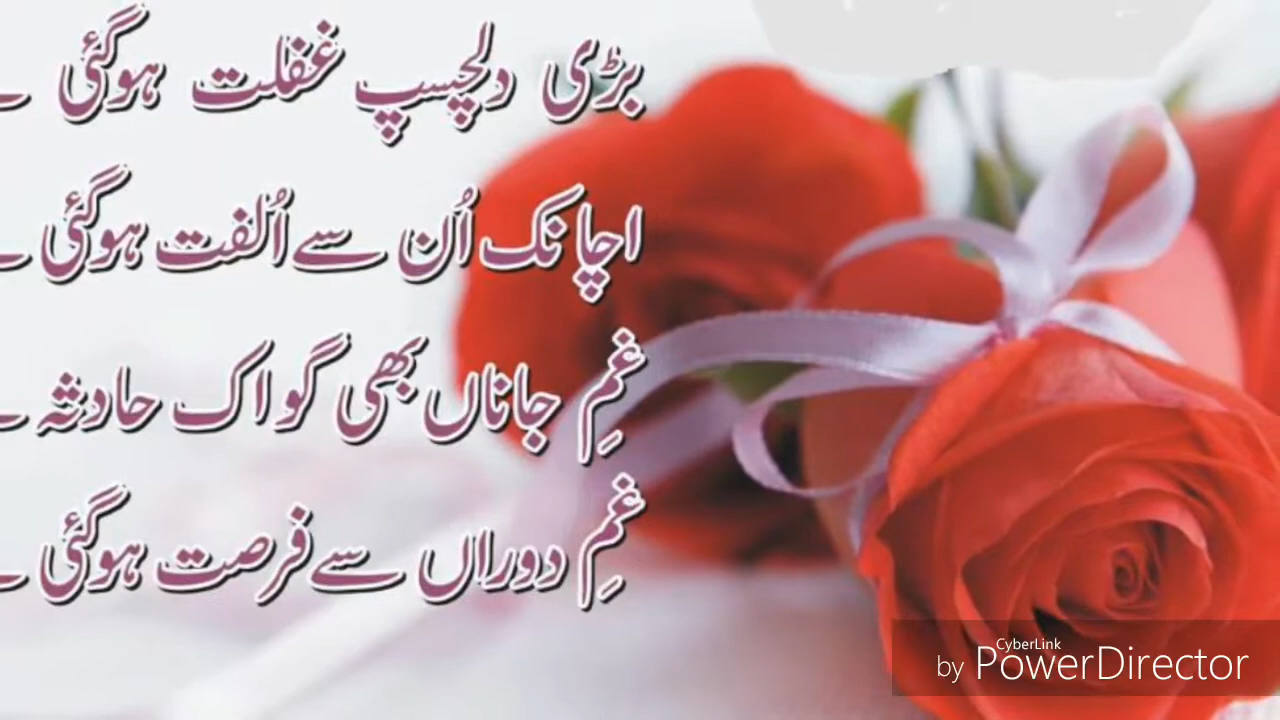 بڑی دلچسپ غفلت ہوگئی
اچانک اُن سے اُلفت ہوگئی
غمِ جاناں بھی گو اک حادثہ
غمِ دوراں سے فرصت ہوگئی
CyberLink
by PowerDirector